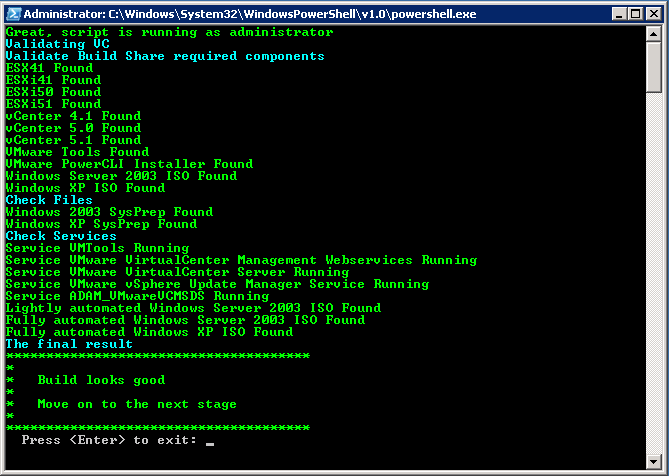 Administrator: C:\Windows\System32\WindowsPowerShell\v1.0\powershell.exe
Great, script is running as administrator
Validating VC
Validate Build Share required components
ESX41 Found
ESXi41 Found
ESXi50 Found
ESXi51 Found
vCenter 4.1 Found
vCenter 5.0 Found
vCenter 5.1 Found
VMware Tools Found
VMware PowerCLI Installer Found
Windows Server 2003 ISO Found
Windows XP ISO Found
Check Files
Windows 2003 SysPrep Found
Windows XP SysPrep Found
Check Services
Service VMTools Running
Service VMware VirtualCenter Management Webservices Running
Service VMware VirtualCenter Server Running
Service VMware vSphere Update Manager Service Running
Service ADAM_VMwareVCMSDS Running
Lightly automated Windows Server 2003 ISO Found
Fully automated Windows Server 2003 ISO Found
Fully automated Windows XP ISO Found
The final result
**************************************
*
*   Build looks good
*
*   Move on to the next stage
*
**************************************
Press <Enter> to exit: _